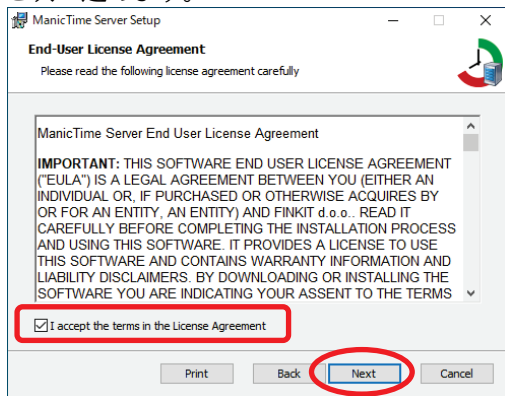 ManicTime Server Setup
End-User License Agreement
Please read the following license agreement carefully
ManicTime Server End User License Agreement
IMPORTANT: THIS SOFTWARE END USER LICENSE AGREEMENT
("EULA") IS A LEGAL AGREEMENT BETWEEN YOU (EITHER AN
INDIVIDUAL OR, IF PURCHASED OR OTHERWISE ACQUIRES BY
OR FOR AN ENTITY, AN ENTITY) AND FINKIT d.o.o.. READ IT
CAREFULLY BEFORE COMPLETING THE INSTALLATION PROCESS
AND USING THIS SOFTWARE. IT PROVIDES A LICENSE TO USE
THIS SOFTWARE AND CONTAINS WARRANTY INFORMATION AND
LIABILITY DISCLAIMERS. BY DOWNLOADING OR INSTALLING THE
SOFTWARE YOU ARE INDICATING YOUR ASSENT TO THE TERMS
I accept the terms in the License Agreement
Print Back Next Cancel